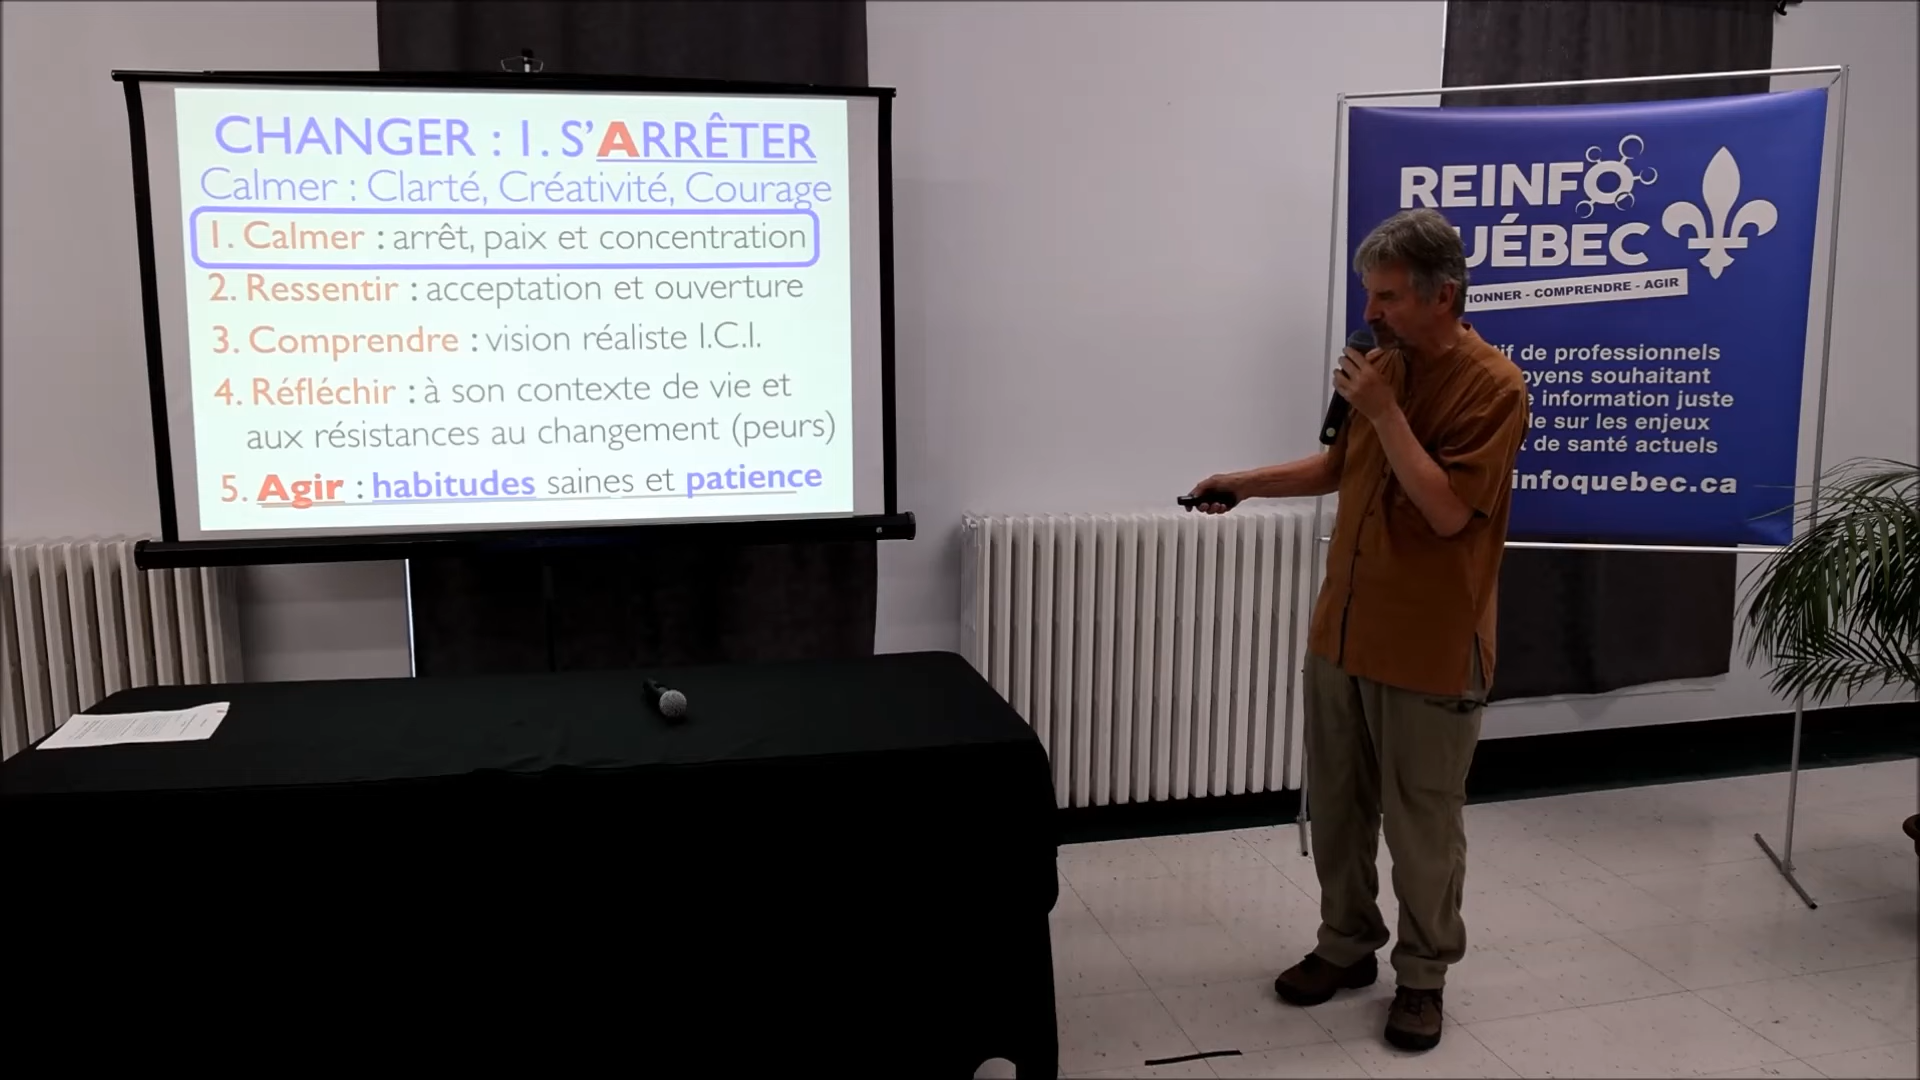 CHANGER : 1. S'ARRÊTER
Calmer : Clarté, Créativité, Courage
1. Calmer : arrêt, paix et concentration
2. Ressentir : acceptation et ouverture
3. Comprendre : vision réaliste I.C.I.
4. Réfléchir : à son contexte de vie et
aux résistances au changement (peurs)
5. Agir : habitudes saines et patience
REINFO
QUÉBEC
TIONNER - COMPRENDRE - AGIR
de professionnels
souhaitant
information juste
sur les enjeux
de santé actuels
infoquebec.ca